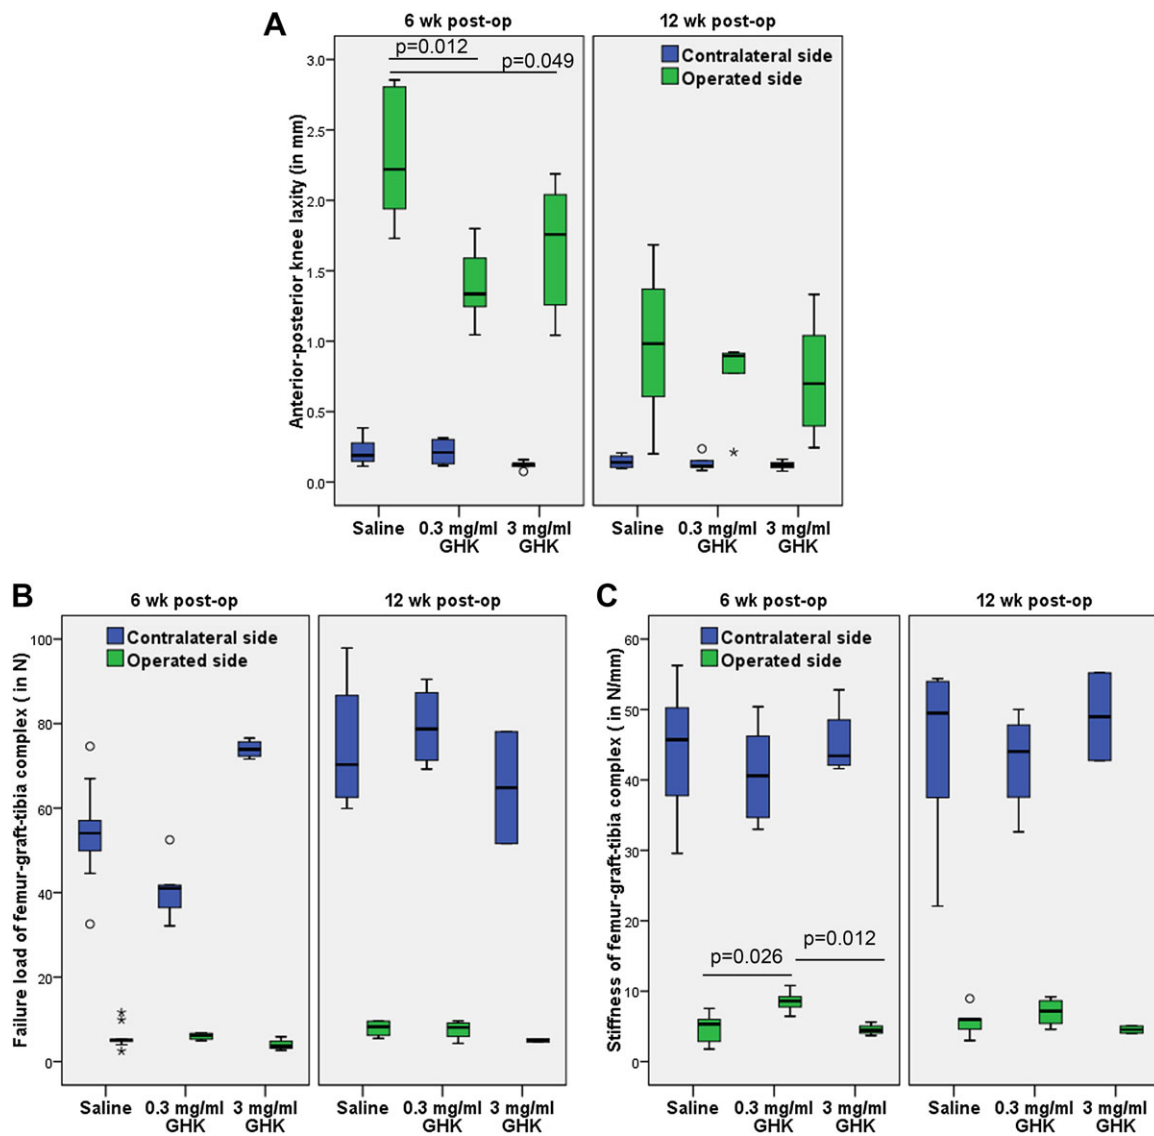 A
6 wk post-op
12 wk post-op
Anterior-posterior knee laxity (in mm)
3.0
2.5
2.0
1.5
1.0
0.5
0.0
p=0.012
p=0.049
Contralateral side
Operated side
Saline
0.3 mg/ml
GHK
3 mg/ml
GHK
Saline
0.3 mg/ml
GHK
3 mg/ml
GHK
B
6 wk post-op
12 wk post-op
Failure load of femur-graft-tibia complex ( in N)
100
80
60
40
20
0
Contralateral side
Operated side
Saline
0.3 mg/ml
GHK
3 mg/ml
GHK
Saline
0.3 mg/ml
GHK
3 mg/ml
GHK
C
6 wk post-op
12 wk post-op
Stiffness of femur-graft-tibia complex ( in N/mm)
60
50
40
30
20
10
0
Contralateral side
Operated side
p=0.026
p=0.012
Saline
0.3 mg/ml
GHK
3 mg/ml
GHK
Saline
0.3 mg/ml
GHK
3 mg/ml
GHK